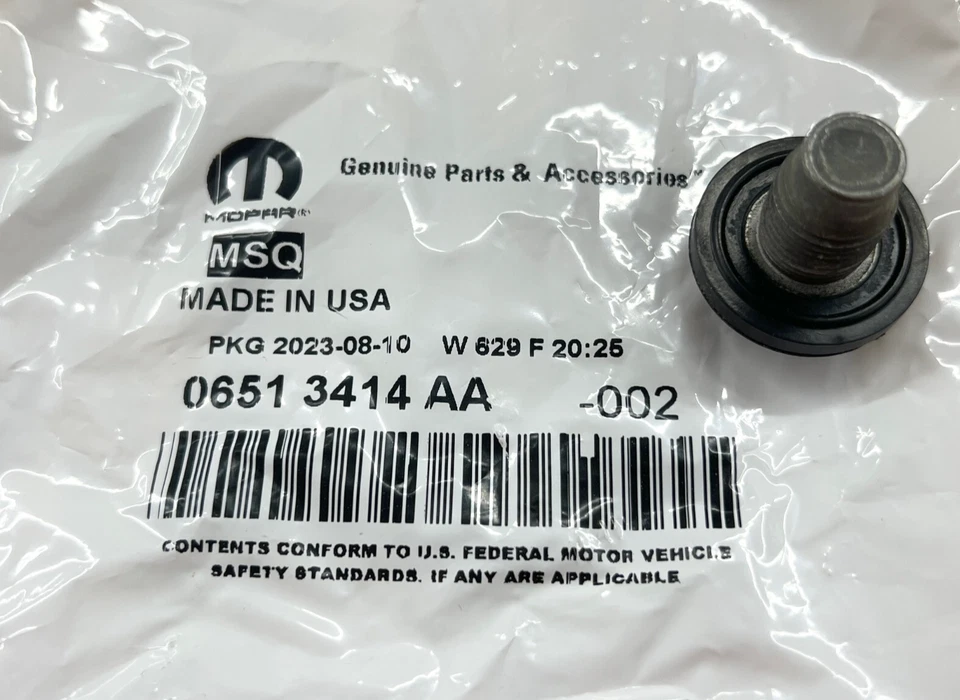 Genuine Parts & Accessories™
MOPAR®
MSQ
MADE IN USA
PKG 2023-08-10 W 629 F 20:25
0651 3414 AA -002
CONTENTS CONFORM TO U.S. FEDERAL MOTOR VEHICLE
SAFETY STANDARDS. IF ANY ARE APPLICABLE